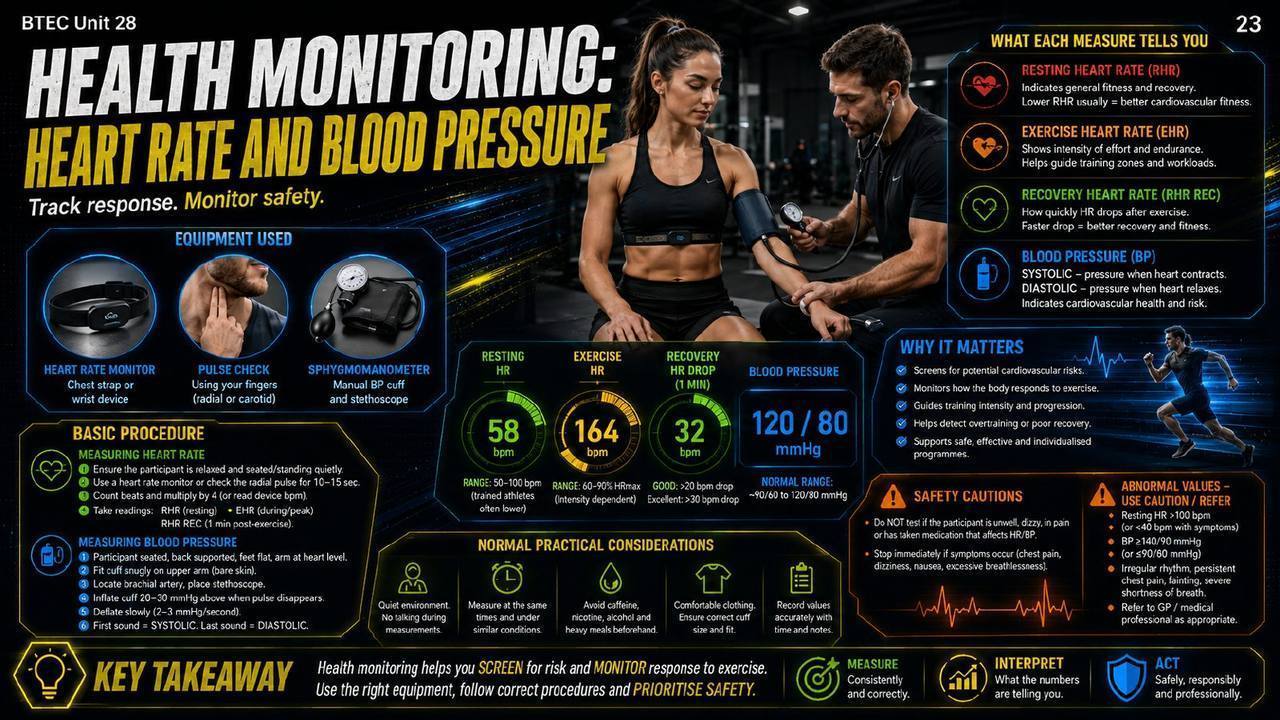 BTEC Unit 28
23
HEALTH MONITORING:
HEART RATE AND BLOOD PRESSURE
Track response. Monitor safety.
EQUIPMENT USED
HEART RATE MONITOR
Chest strap or
wrist device
PULSE CHECK
Using your fingers
(radial or carotid)
SPHYGMOMANOMETER
Manual BP cuff
and stethoscope
BASIC PROCEDURE
MEASURING HEART RATE
1 Ensure the participant is relaxed and seated/standing quietly.
2 Use a heart rate monitor or check the radial pulse for 10–15 sec.
3 Count beats and multiply by 4 (or read device bpm).
4 Take readings: RHR (resting) • EHR (during/peak)
RHR REC (1 min post-exercise).
MEASURING BLOOD PRESSURE
1 Participant seated, back supported, feet flat, arm at heart level.
2 Fit cuff snugly on upper arm (bare skin).
3 Locate brachial artery, place stethoscope.
4 Inflate cuff 20–30 mmHg above when pulse disappears.
5 Deflate slowly (2–3 mmHg/second).
6 First sound = SYSTOLIC. Last sound = DIASTOLIC.
RESTING
HR
58
bpm
RANGE: 50–100 bpm
(trained athletes
often lower)
EXERCISE
HR
164
bpm
RANGE: 60-90% HRmax
(intensity dependent)
RECOVERY
HR DROP
(1 MIN)
32
bpm
GOOD: >20 bpm drop
Excellent: >30 bpm drop
BLOOD PRESSURE
120 / 80
mmHg
NORMAL RANGE:
~90/60 to 120/80 mmHg
NORMAL PRACTICAL CONSIDERATIONS
Quiet environment.
No talking during
measurements.
Measure at the same
times and under
similar conditions.
Avoid caffeine,
nicotine, alcohol and
heavy meals beforehand.
Comfortable clothing.
Ensure correct cuff
size and fit.
Record values
accurately with
time and notes.
WHAT EACH MEASURE TELLS YOU
RESTING HEART RATE (RHR)
Indicates general fitness and recovery.
Lower RHR usually = better cardiovascular fitness.
EXERCISE HEART RATE (EHR)
Shows intensity of effort and endurance.
Helps guide training zones and workloads.
RECOVERY HEART RATE (RHR REC)
How quickly HR drops after exercise.
Faster drop = better recovery and fitness.
BLOOD PRESSURE (BP)
SYSTOLIC – pressure when heart contracts.
DIASTOLIC – pressure when heart relaxes.
Indicates cardiovascular health and risk.
WHY IT MATTERS
Screens for potential cardiovascular risks.
Monitors how the body responds to exercise.
Guides training intensity and progression.
Helps detect overtraining or poor recovery.
Supports safe, effective and individualised
programmes.
SAFETY CAUTIONS
• Do NOT test if the participant is unwell, dizzy, in pain
or has taken medication that affects HR/BP.
• Stop immediately if symptoms occur (chest pain,
dizziness, nausea, excessive breathlessness).
ABNORMAL VALUES –
USE CAUTION / REFER
• Resting HR >100 bpm
• (or <40 bpm with symptoms)
• BP ≥140/90 mmHg
• (or ≤90/60 mmHg)
• Irregular rhythm, persistent
chest pain, fainting, severe
shortness of breath.
• Refer to GP / medical
professional as appropriate.
KEY TAKEAWAY
Health monitoring helps you SCREEN for risk and MONITOR response to exercise.
Use the right equipment, follow correct procedures and PRIORITISE SAFETY.
MEASURE
Consistently
and correctly.
INTERPRET
What the numbers
are telling you.
ACT
Safely, responsibly
and professionally.